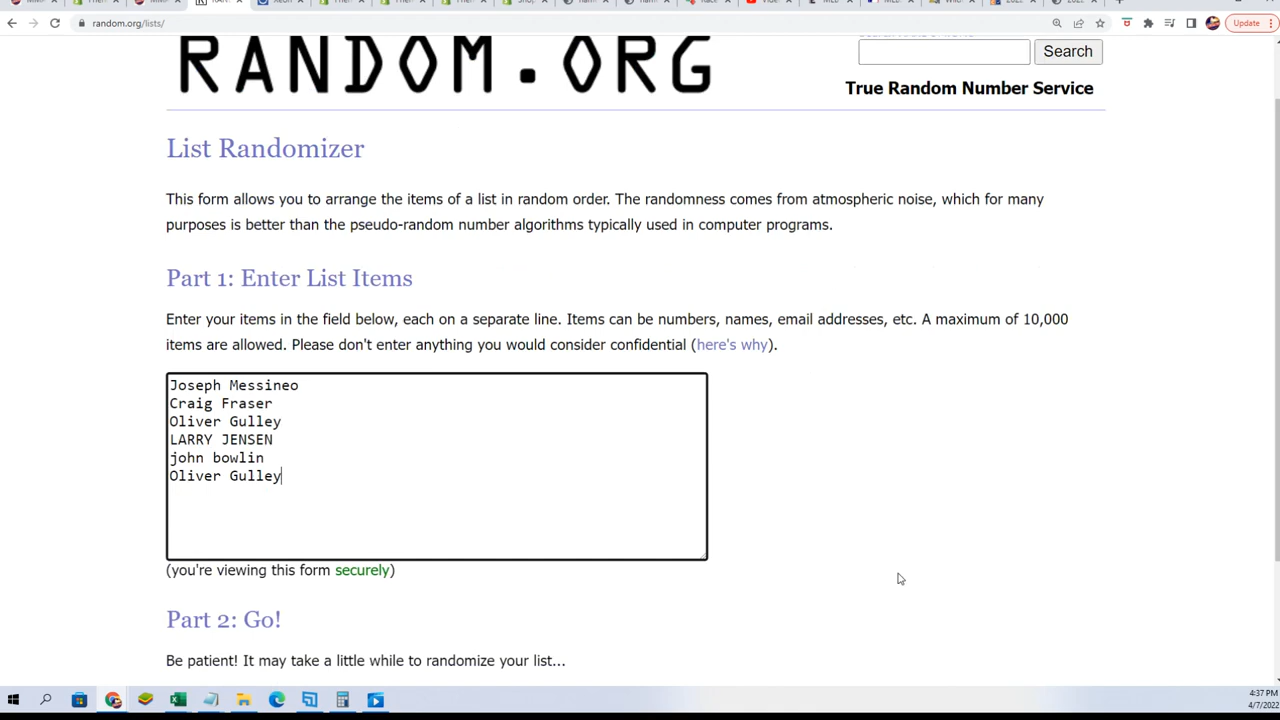 random.org/lists/
Update
RANDOM.ORG
Search
True Random Number Service
List Randomizer
This form allows you to arrange the items of a list in random order. The randomness comes from atmospheric noise, which for many
purposes is better than the pseudo-random number algorithms typically used in computer programs.
Part 1: Enter List Items
Enter your items in the field below, each on a separate line. Items can be numbers, names, email addresses, etc. A maximum of 10,000
items are allowed. Please don't enter anything you would consider confidential (here's why).
Joseph Messineo
Craig Fraser
Oliver Gulley
LARRY JENSEN
john bowlin
Oliver Gulley
(you're viewing this form securely)
Part 2: Go!
Be patient! It may take a little while to randomize your list...
4:37 PM
4/7/2022